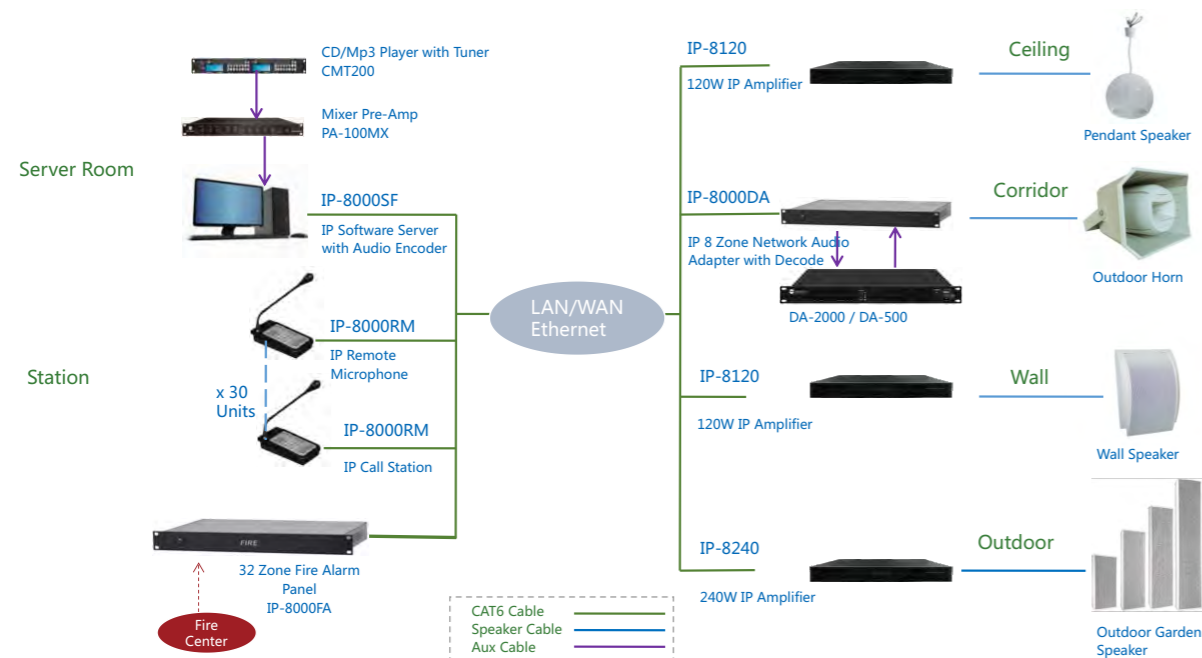 CD/Mp3 Player with Tuner
CMT200
Mixer Pre-Amp
PA-100MX
Server Room
IP-8000SF
IP Software Server
with Audio Encoder
IP-8000RM
IP Remote
Microphone
Station
x 30
Units
IP-8000RM
IP Call Station
FIRE
32 Zone Fire Alarm
Panel
IP-8000FA
Fire
Center
LAN/WAN
Ethernet
CAT6 Cable
Speaker Cable
Aux Cable
IP-8120
120W IP Amplifier
Ceiling
Pendant Speaker
IP-8000DA
IP 8 Zone Network Audio
Adapter with Decode
DA-2000 / DA-500
Corridor
Outdoor Horn
IP-8120
120W IP Amplifier
Wall
Wall Speaker
IP-8240
240W IP Amplifier
Outdoor
Outdoor Garden
Speaker